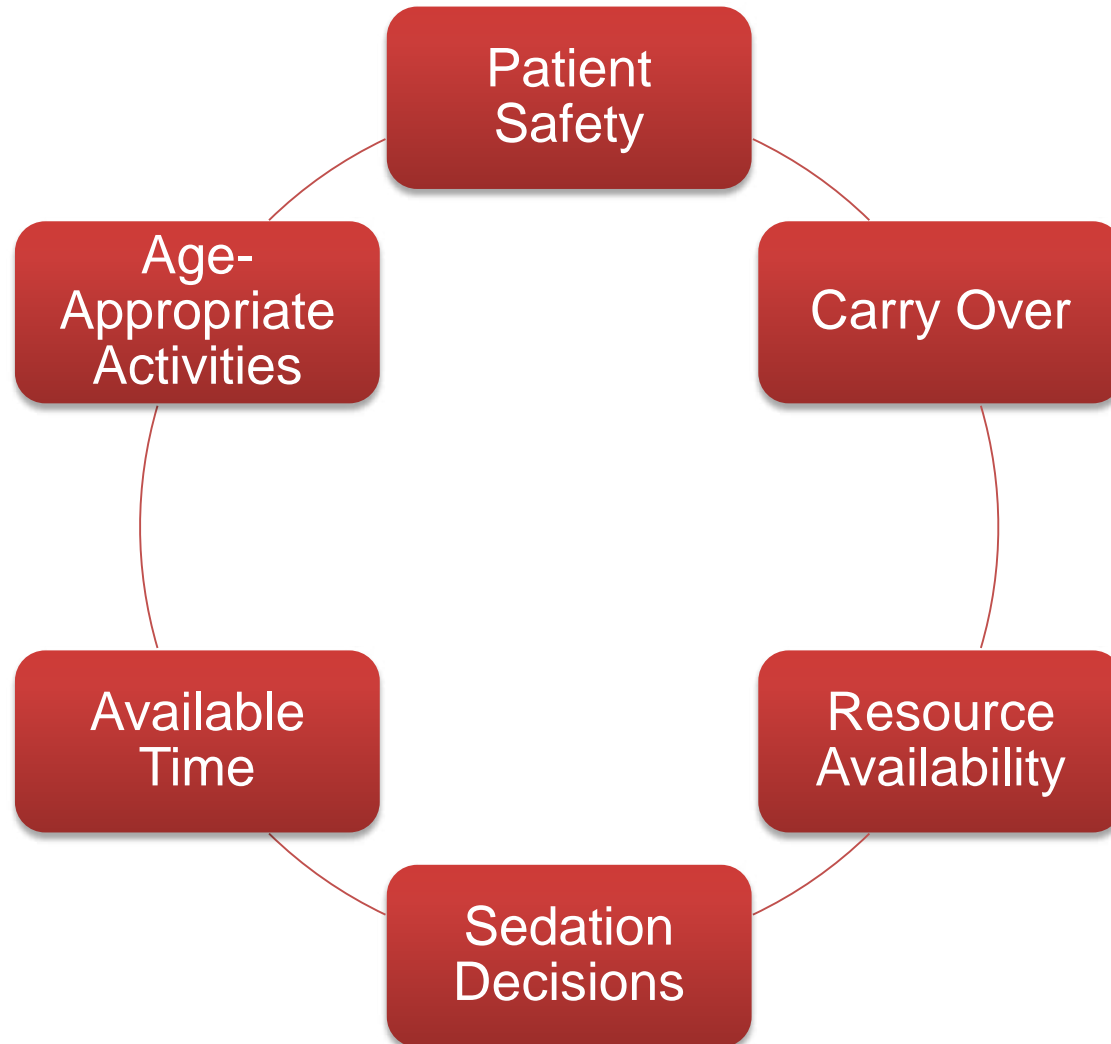 Patient
Safety
Carry Over
Resource
Availability
Sedation
Decisions
Available
Time
Age-
Appropriate
Activities